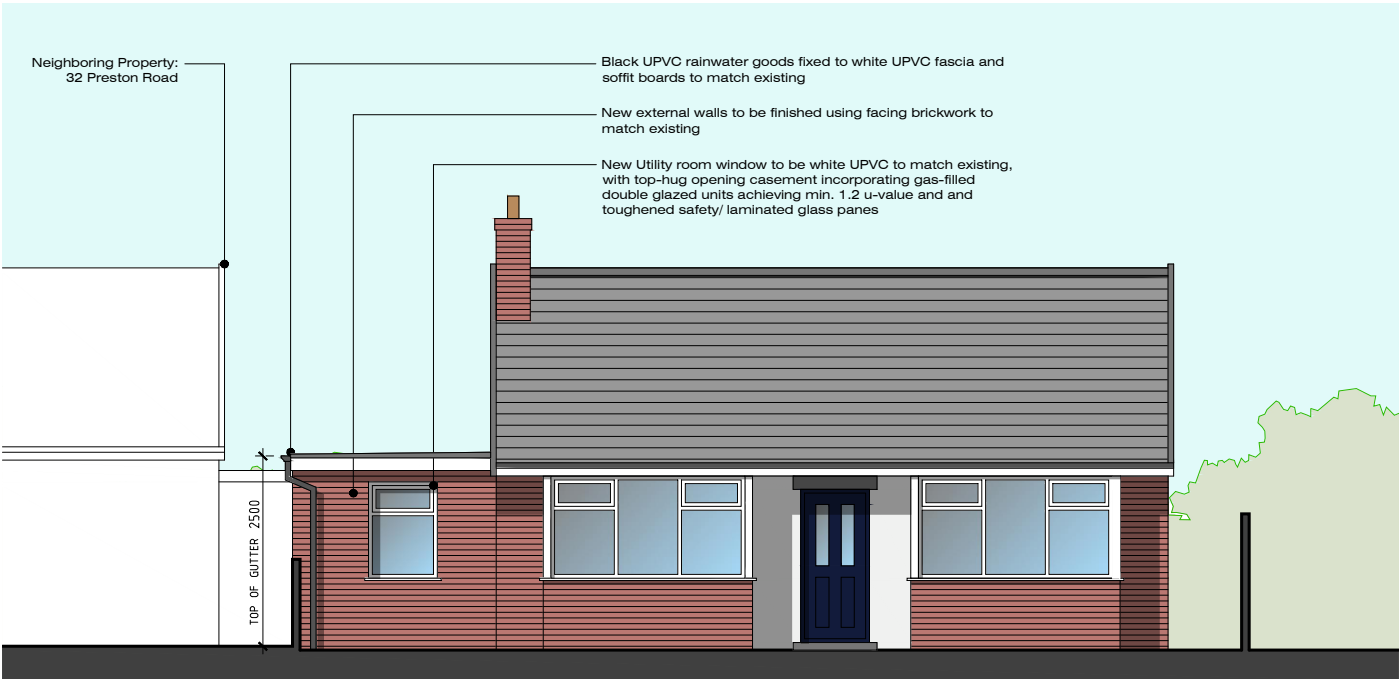 Neighboring Property:
32 Preston Road
Black UPVC rainwater goods fixed to white UPVC fascia and
soffit boards to match existing
New external walls to be finished using facing brickwork to
match existing
New Utility room window to be white UPVC to match existing,
with top-hug opening casement incorporating gas-filled
double glazed units achieving min. 1.2 u-value and and
toughened safety/ laminated glass panes
TOP OF GUTTER 2500